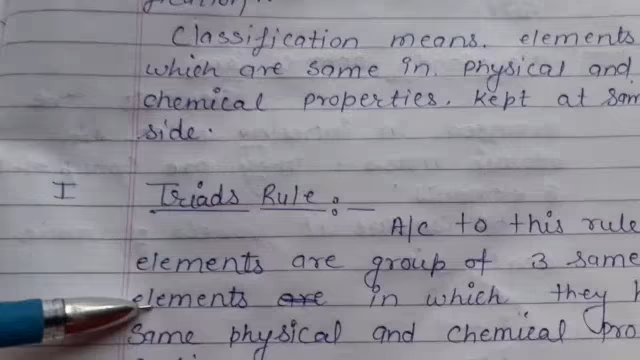 Classification means. elements
which are same in. physical and
chemical properties. kept at
side.
I Triads Rule:-
A/c to this rule
elements are group of 3 same
elements are in which they
same physical and chemical